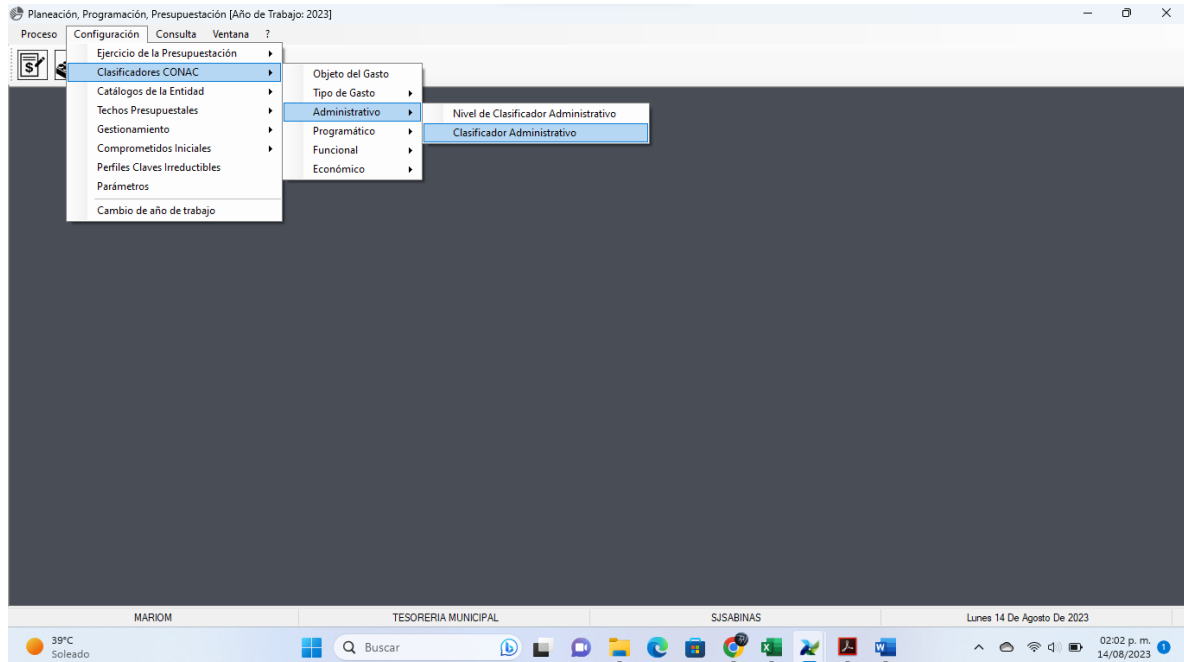 Planeación, Programación, Presupuestación [Año de Trabajo: 2023]
Proceso Configuración Consulta Ventana ?
Ejercicio de la Presupuestación
Clasificadores CONAC
Catálogos de la Entidad
Techos Presupuestales
Gestionamiento
Comprometidos Iniciales
Perfiles Claves Irreductibles
Parámetros
Cambio de año de trabajo
Objeto del Gasto
Tipo de Gasto
Administrativo
Programático
Funcional
Económico
Nivel de Clasificador Administrativo
Clasificador Administrativo
MARIOM TESORERIA MUNICIPAL SJSABINAS Lunes 14 De Agosto De 2023
39°C
Soleado
Buscar
02:02 p. m.
14/08/2023
1